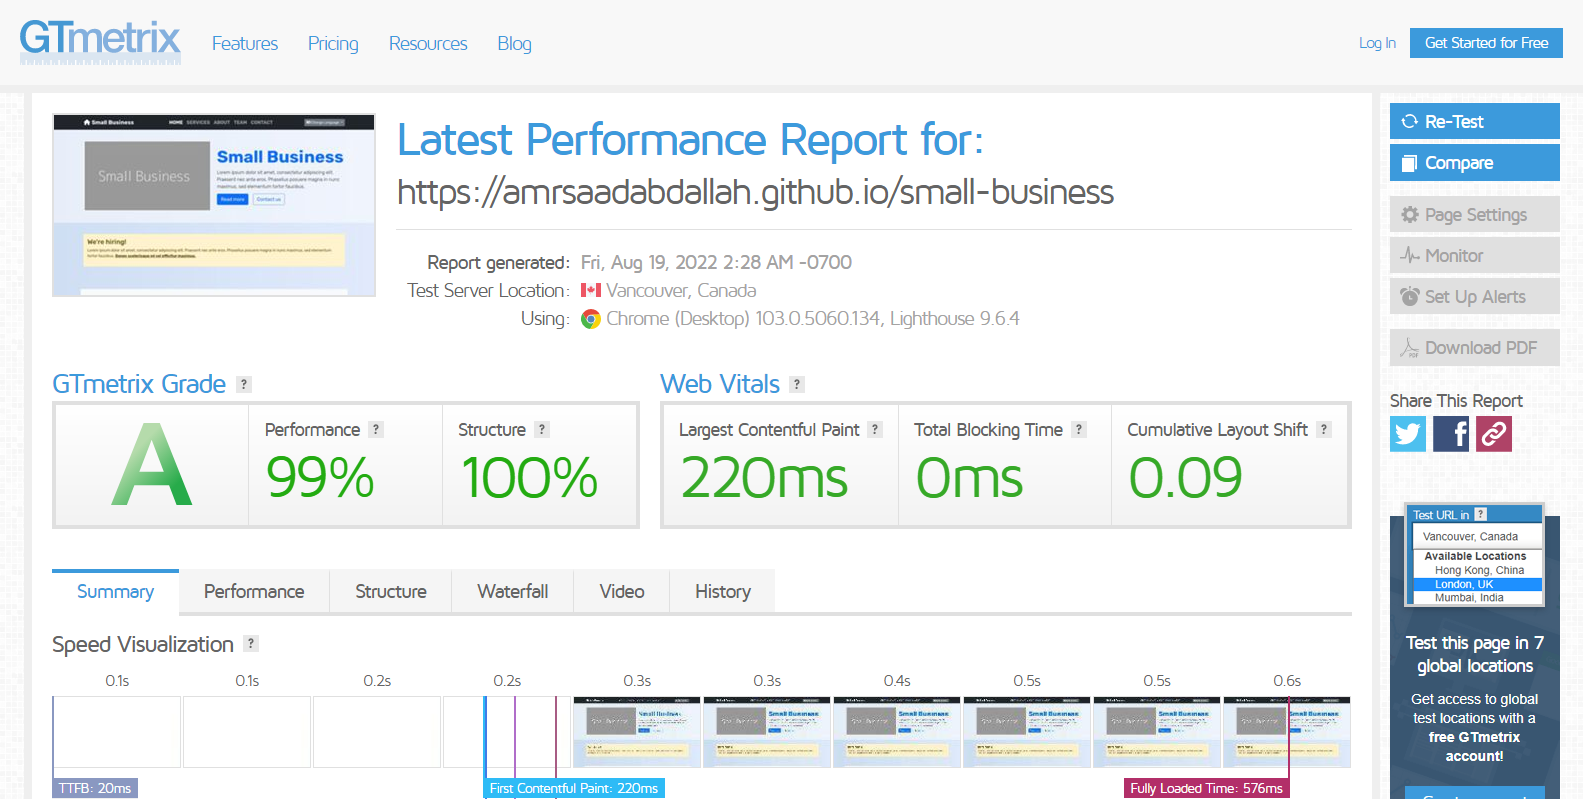 GTmetrix
Features Pricing Resources Blog
Log In Get Started for Free
Small Business
HOME SERVICES ABOUT TEAM CONTACT
Small Business
Small Business
Read more Contact us
We're hiring!
Latest Performance Report for:
https://amrsaadabdallah.github.io/small-business
Report generated: Fri, Aug 19, 2022 2:28 AM -0700
Test Server Location: Vancouver, Canada
Using: Chrome (Desktop) 103.0.5060.134, Lighthouse 9.6.4
Re-Test
Compare
Page Settings
Monitor
Set Up Alerts
Download PDF
Share This Report
GTmetrix Grade ?
A
Performance ?
99%
Structure ?
100%
Web Vitals ?
Largest Contentful Paint ?
220ms
Total Blocking Time ?
0ms
Cumulative Layout Shift ?
0.09
Summary Performance Structure Waterfall Video History
Speed Visualization ?
0.1s 0.1s 0.2s 0.2s 0.3s 0.3s 0.4s 0.5s 0.5s 0.6s
TTFB: 20ms
First Contentful Paint: 220ms
Fully Loaded Time: 576ms
Test URL in ?
Vancouver, Canada
Available Locations
Hong Kong, China
London, UK
Mumbai, India
Test this page in 7
global locations
Get access to global
test locations with a
free GTmetrix
account!